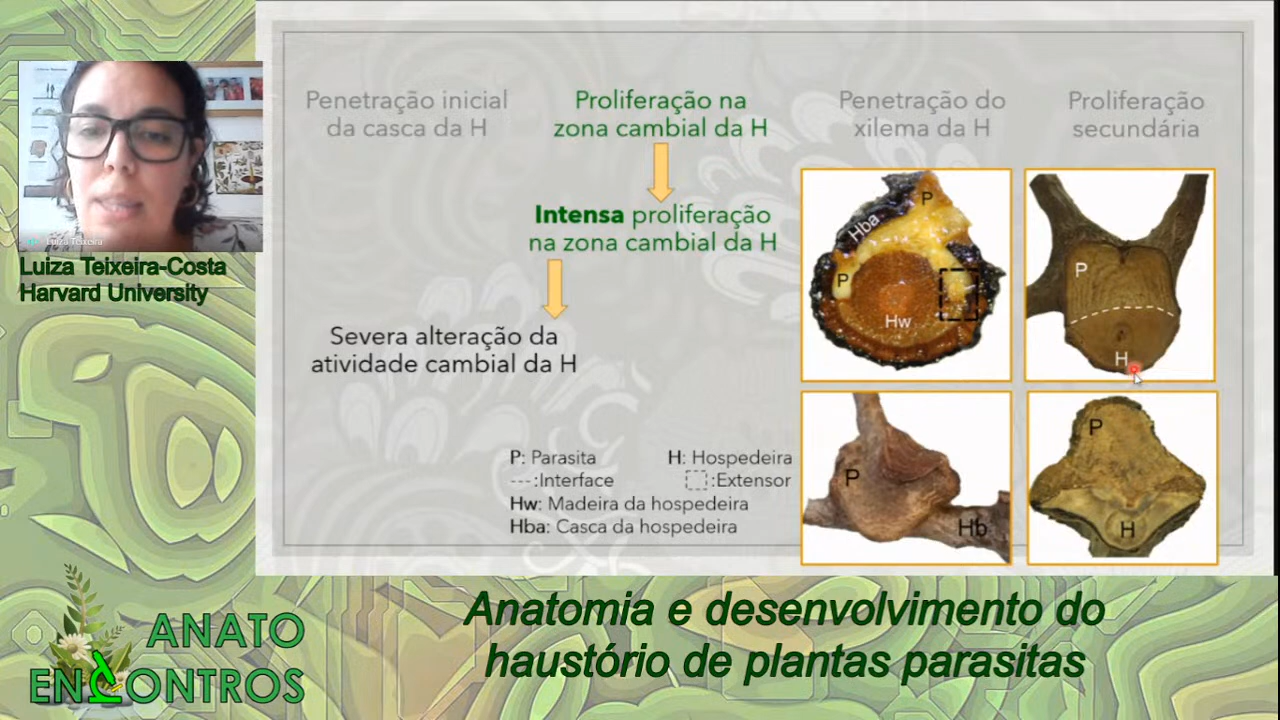 Penetração inicial
da casca da H
Proliferação na
zona cambial da H
Penetração do
xilema da H
Proliferação
secundária
Intensa proliferação
na zona cambial da H
Severa alteração da
atividade cambial da H
P
Hba
P
Hw
P
H
P
Hb
P
H
P: Parasita
H: Hospedeira
---:Interface
:Extensor
Hw: Madeira da hospedeira
Hba: Casca da hospedeira
Luiza Teixeira
Luiza Teixeira-Costa
Harvard University
ANATO
ENCONTROS
Anatomia e desenvolvimento do
haustório de plantas parasitas